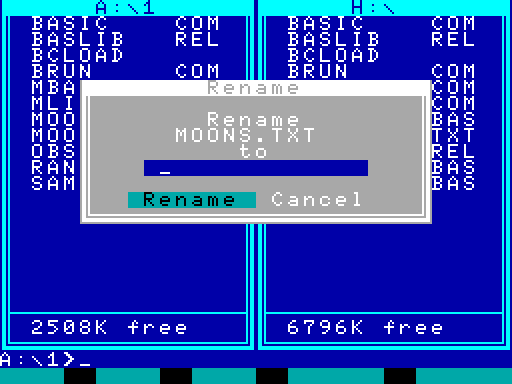 A:\1 H:\
BASIC COM BASIC COM
BASLIB REL BASLIB REL
BCLOAD BCLOAD
BRUN COM BRUN COM
MBA Rename COM
MLI COM
MOO Rename BAS
MOO MOONS.TXT TXT
OBS to REL
RAN _ BAS
SAM Rename Cancel BAS
2508K free 6796K free
A:\1>_